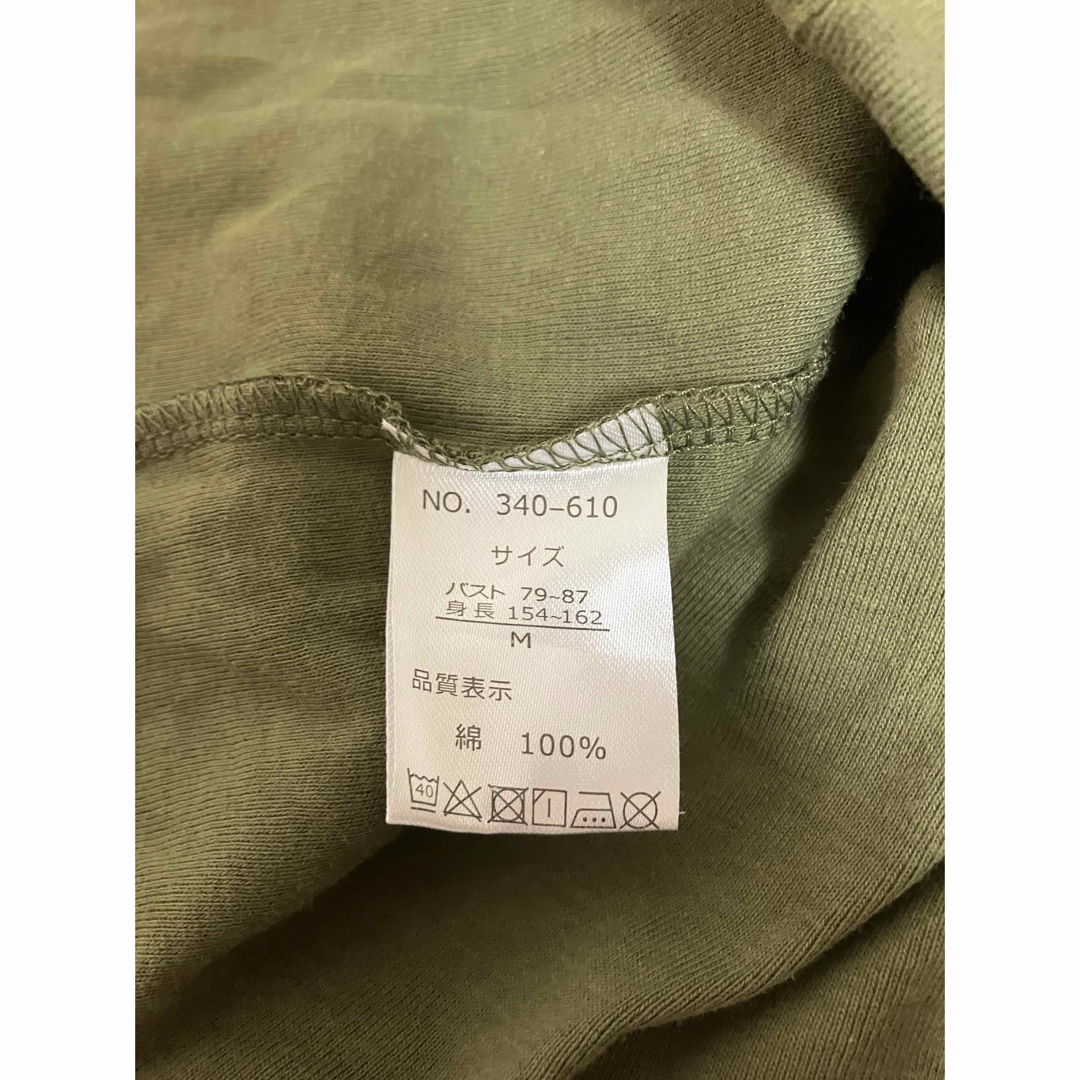 NO. 340-610
サイズ
バスト 79~87
身長 154~162
M
品質表示
綿 100%
40